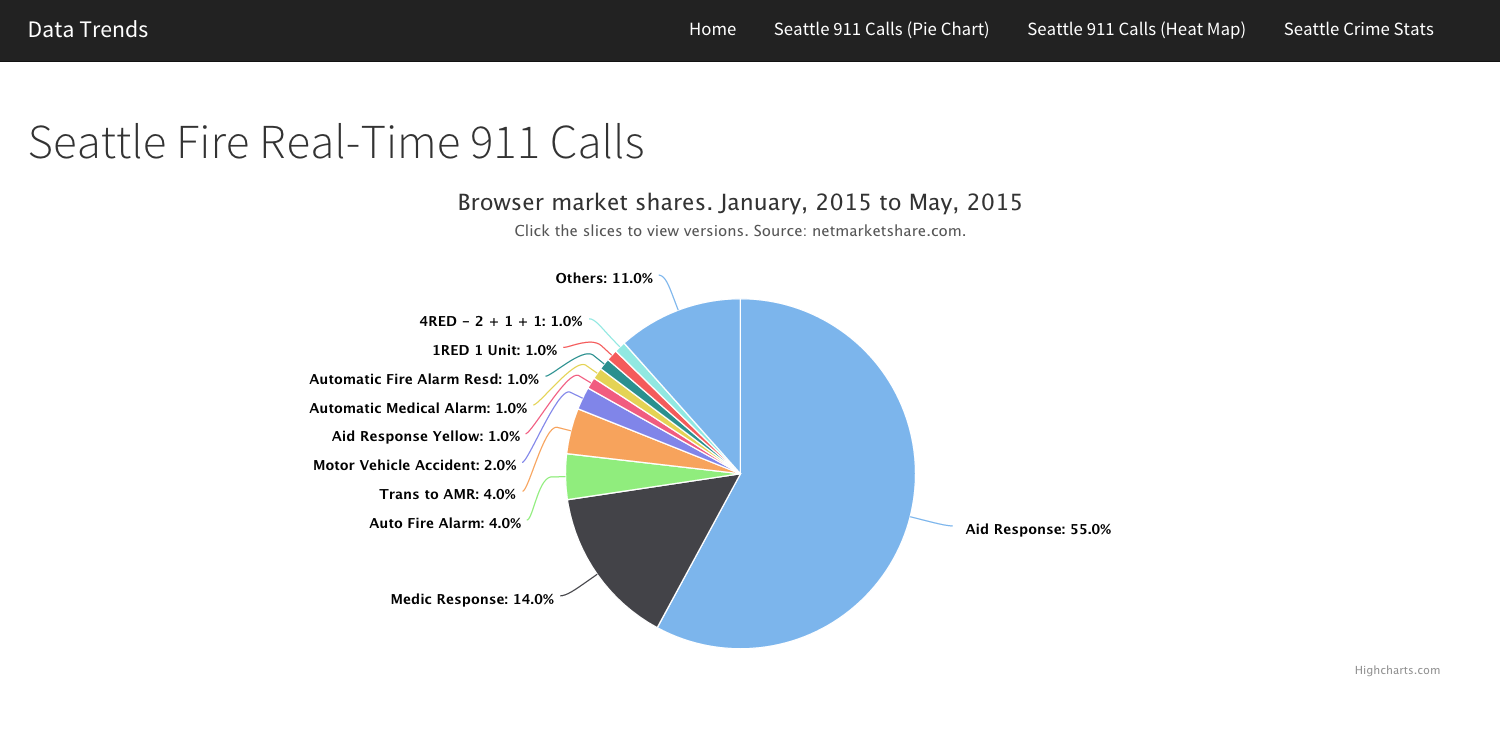 Data Trends
Home Seattle 911 Calls (Pie Chart) Seattle 911 Calls (Heat Map) Seattle Crime Stats
Seattle Fire Real-Time 911 Calls
Browser market shares. January, 2015 to May, 2015
Click the slices to view versions. Source: netmarketshare.com.
Others: 11.0%
4RED - 2 + 1 + 1: 1.0%
1RED 1 Unit: 1.0%
Automatic Fire Alarm Resd: 1.0%
Automatic Medical Alarm: 1.0%
Aid Response Yellow: 1.0%
Motor Vehicle Accident: 2.0%
Trans to AMR: 4.0%
Auto Fire Alarm: 4.0%
Aid Response: 55.0%
Medic Response: 14.0%
Highcharts.com